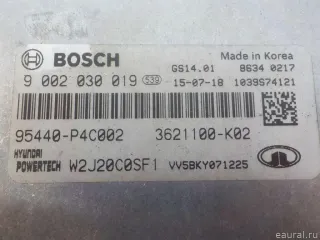 BOSCH
Made in Korea
GS14.01 8634 0217
9 002 030 019 S39 15-07-18 1039S74121
95440-P4C002 3621100-K02
HYUNDAI
POWERTECH W2J20C0SF1 VV5BKY071225
© eaural.ru